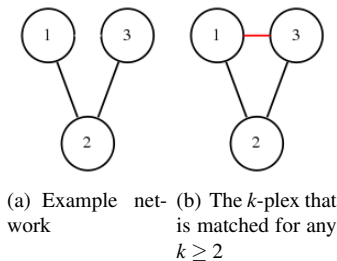 1 3 1 3
2 2
(a) Example net- (b) The k-plex that
work is matched for any
k ≥ 2